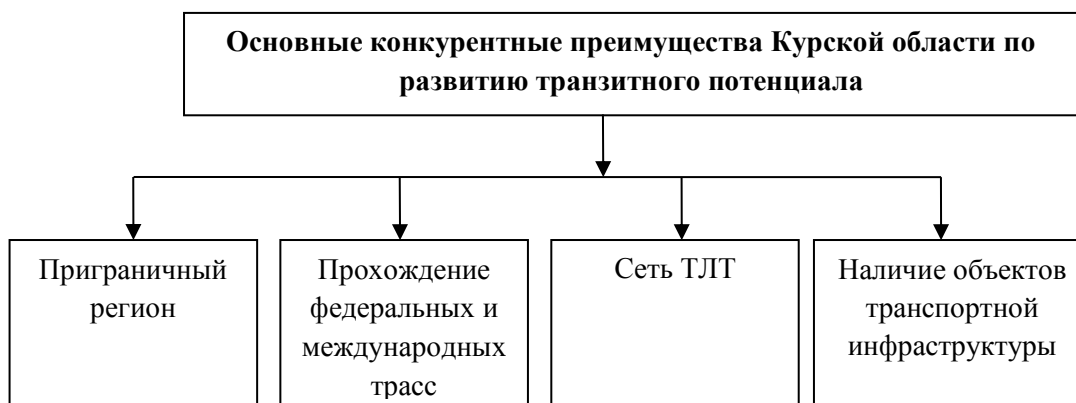 Основные конкурентные преимущества Курской области по
развитию транзитного потенциала
Приграничный
регион
Прохождение
федеральных и
международных
трасс
Сеть ТЛТ
Наличие объектов
транспортной
инфраструктуры